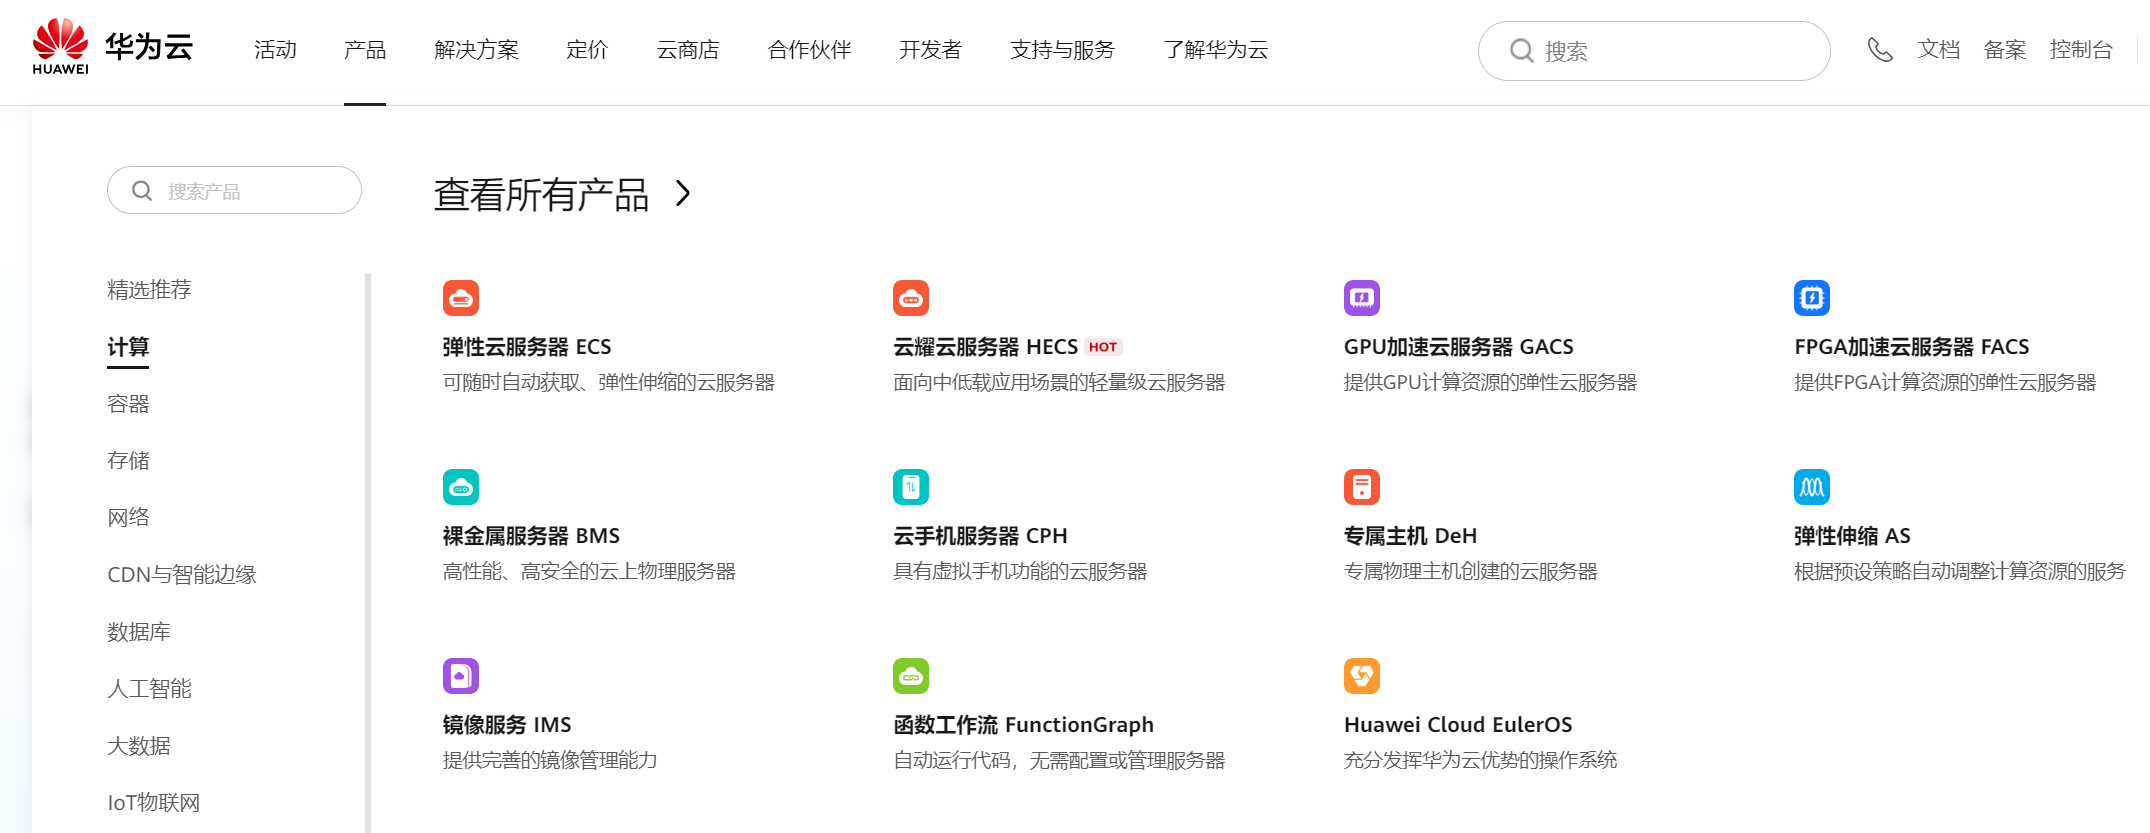 HUAWEI 华为云 活动 产品 解决方案 定价 云商店 合作伙伴 开发者 支持与服务 了解华为云 搜索 文档 备案 控制台
搜索产品
查看所有产品
精选推荐
计算
容器
存储
网络
CDN与智能边缘
数据库
人工智能
大数据
IoT物联网
弹性云服务器 ECS
可随时自动获取、弹性伸缩的云服务器
云耀云服务器 HECS HOT
面向中低载应用场景的轻量级云服务器
GPU加速云服务器 GACS
提供GPU计算资源的弹性云服务器
FPGA加速云服务器 FACS
提供FPGA计算资源的弹性云服务器
裸金属服务器 BMS
高性能、高安全的云上物理服务器
云手机服务器 CPH
具有虚拟手机功能的云服务器
专属主机 DeH
专属物理主机创建的云服务器
弹性伸缩 AS
根据预设策略自动调整计算资源的服务
镜像服务 IMS
提供完善的镜像管理能力
函数工作流 FunctionGraph
自动运行代码，无需配置或管理服务器
Huawei Cloud EulerOS
充分发挥华为云优势的操作系统